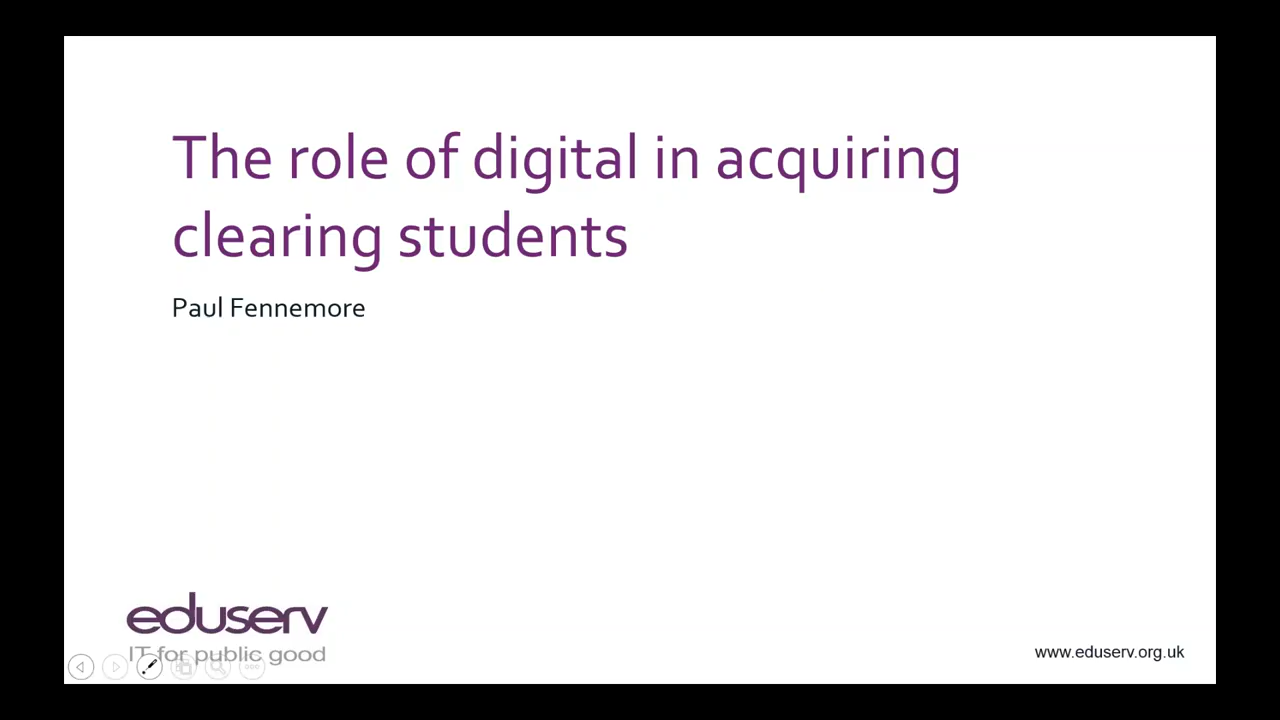 The role of digital in acquiring
clearing students
Paul Fennemore
eduserv
IT for public good
www.eduserv.org.uk